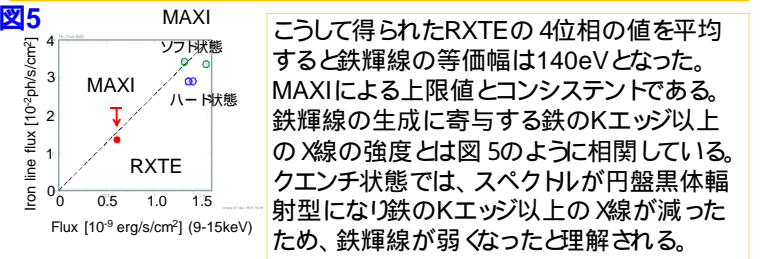 図5
MAXI
ソフト状態
MAXI
ハード状態
RXTE
4
3
2
1
0
0 0.5 1.0 1.5
Iron line flux [10-2ph/s/cm2]
Flux [10-9 erg/s/cm2] (9-15keV)
こうして得られたRXTEの 4位相の値を平均
すると鉄輝線の等価幅は140eVとなった。
MAXIによる上限値とコンシステントである。
鉄輝線の生成に寄与する鉄のKエッジ以上
の X線の強度とは図 5のように相関している。
クエンチ状態では、スペクトルが円盤黒体輻
射型になり鉄のKエッジ以上の X線が減った
ため、鉄輝線が弱くなったと理解される。